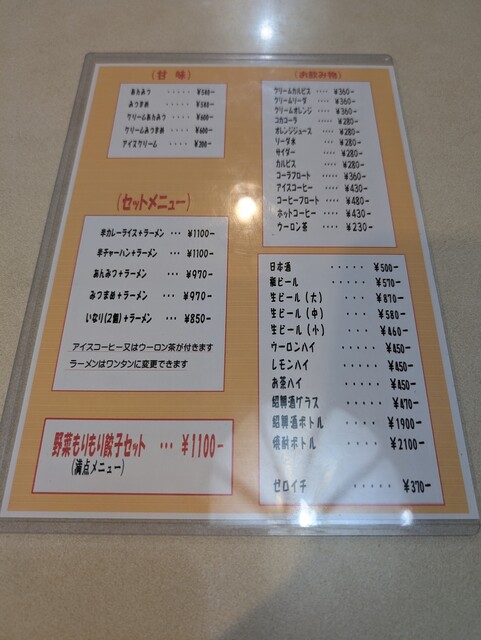 (甘 味)
あんみつ ····· ¥540-
みつまめ ····· ¥540-
クリームあんみつ ···· ¥600-
クリームみつまめ ···· ¥600-
アイスクリーム ···· ¥300-
(セットメニュー)
半カレーライス+ラーメン ··· ¥1100-
半チャーハン+ラーメン ··· ¥1100-
あんみつ+ラーメン ··· ¥970-
みつまめ+ラーメン ··· ¥970-
いなり(2個)+ラーメン ··· ¥850-
アイスコーヒー又はウーロン茶が付きます
ラーメンはワンタンに変更できます
野菜もりもり餃子セット ··· ¥1100-
(満点メニュー)
(お飲み物)
クリームカルピス ···· ¥360-
クリームソーダ ···· ¥360-
クリームオレンジ ···· ¥360-
コカコーラ ···· ¥280-
オレンジジュース ···· ¥280-
ソーダ水 ···· ¥280-
サイダー ···· ¥280-
カルピス ···· ¥280-
コーラフロート ···· ¥360-
アイスコーヒー ···· ¥430-
コーヒーフロート ···· ¥480-
ホットコーヒー ···· ¥430-
ウーロン茶 ···· ¥230-
日本酒 ····· ¥500-
瓶ビール ····· ¥570-
生ビール(大) ···· ¥870-
生ビール(中) ···· ¥580-
生ビール(小) ···· ¥460-
ウーロンハイ ····· ¥450-
レモンハイ ····· ¥450-
お茶ハイ ····· ¥450-
紹興酒グラス ····· ¥470-
紹興酒ボトル ···· ¥1900-
焼酎ボトル ···· ¥2100-
ゼロイチ ····· ¥370-